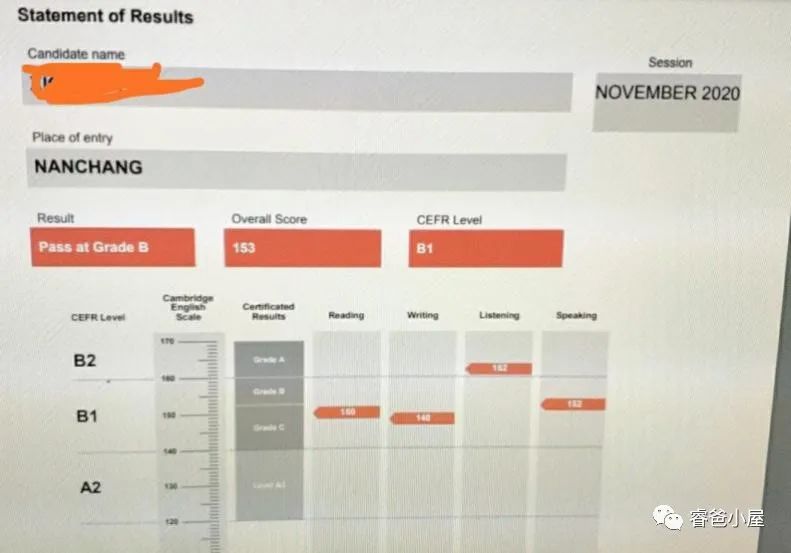 Statement of Results
Candidate name
Session
NOVEMBER 2020
Place of entry
NANCHANG
Result
Overall Score
CEFR Level
Pass at Grade B
153
B1
CEFR Level
Cambridge
English
Scale
Certificated
Results
Reading
Writing
Listening
Speaking
170
B2
Grade A
162
160
Grade B
152
B1
150
150
148
Grade C
140
A2
130
Level A2
120
睿爸小屋